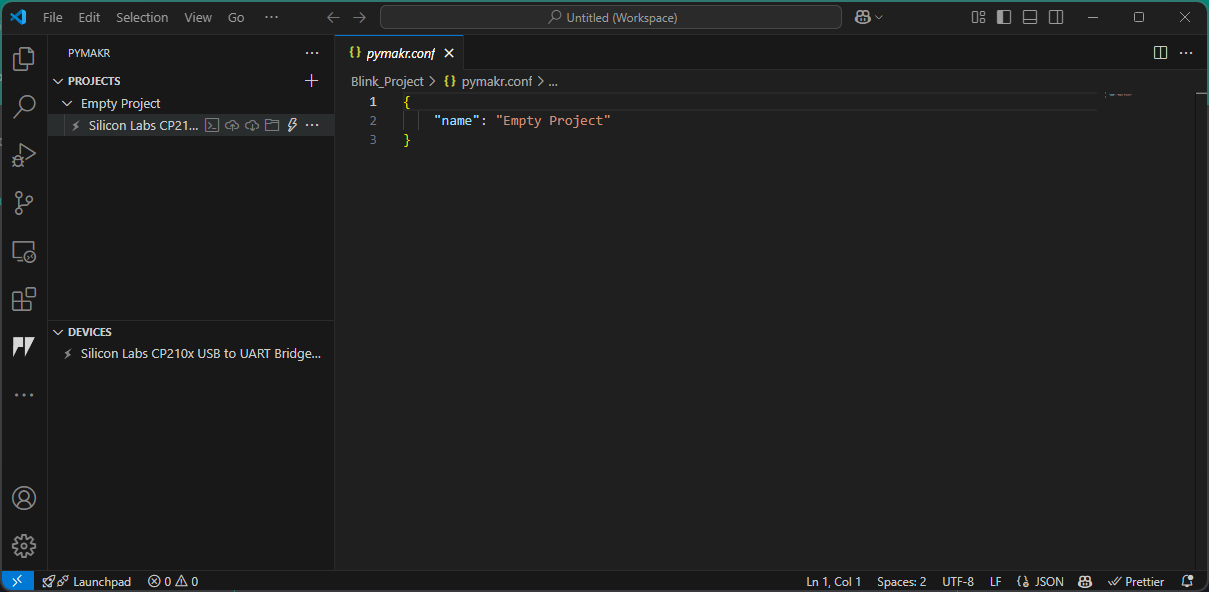 File Edit Selection View Go ··· Untitled (Workspace)
PYMAKR ···
PROJECTS
Empty Project
Silicon Labs CP21... ···
DEVICES
Silicon Labs CP210x USB to UART Bridge...
{} pymakr.conf ···
Blink_Project > {} pymakr.conf > ...
1 {
2 "name": "Empty Project"
3 }
Launchpad 0 0 Ln 1, Col 1 Spaces: 2 UTF-8 LF {} JSON Prettier